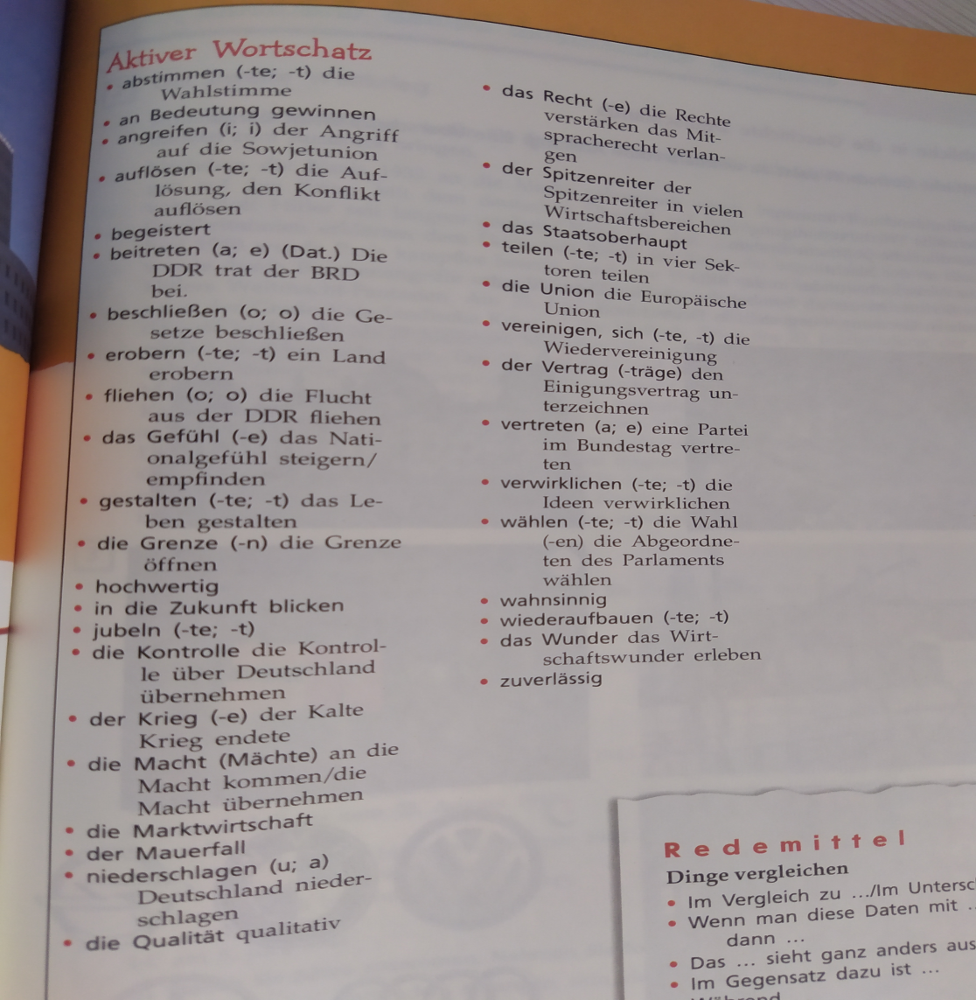 Aktiver Wortschatz
• abstimmen (-te; -t) die
Wahlstimme
• an Bedeutung gewinnen
• angreifen (i; i) der Angriff
auf die Sowjetunion
• auflösen (-te; -t) die Auf-
lösung, den Konflikt
auflösen
• begeistert
• beitreten (a; e) (Dat.) Die
DDR trat der BRD
bei.
• beschließen (o; o) die Ge-
setze beschließen
• erobern (-te; -t) ein Land
erobern
• fliehen (o; o) die Flucht
aus der DDR fliehen
• das Gefühl (-e) das Nati-
onalgefühl steigern/
empfinden
• gestalten (-te; -t) das Le-
ben gestalten
• die Grenze (-n) die Grenze
öffnen
• hochwertig
• in die Zukunft blicken
• jubeln (-te; -t)
• die Kontrolle die Kontrol-
le über Deutschland
übernehmen
• der Krieg (-e) der Kalte
Krieg endete
• die Macht (Mächte) an die
Macht kommen/die
Macht übernehmen
• die Marktwirtschaft
• der Mauerfall
• niederschlagen (u; a)
Deutschland nieder-
schlagen
• die Qualität qualitativ
• das Recht (-e) die Rechte
verstärken das Mit-
spracherecht verlan-
gen
• der Spitzenreiter der
Spitzenreiter in vielen
Wirtschaftsbereichen
• das Staatsoberhaupt
• teilen (-te; -t) in vier Sek-
toren teilen
• die Union die Europäische
Union
• vereinigen, sich (-te, -t) die
Wiedervereinigung
• der Vertrag (-träge) den
Einigungsvertrag un-
terzeichnen
• vertreten (a; e) eine Partei
im Bundestag vertre-
ten
• verwirklichen (-te; -t) die
Ideen verwirklichen
• wählen (-te; -t) die Wahl
(-en) die Abgeordne-
ten des Parlaments
wählen
• wahnsinnig
• wiederaufbauen (-te; -t)
• das Wunder das Wirt-
schaftswunder erleben
• zuverlässig
Redemittel
Dinge vergleichen
• Im Vergleich zu .../Im Untersc
• Wenn man diese Daten mit ..
dann ...
• Das ... sieht ganz anders aus
• Im Gegensatz dazu ist ...